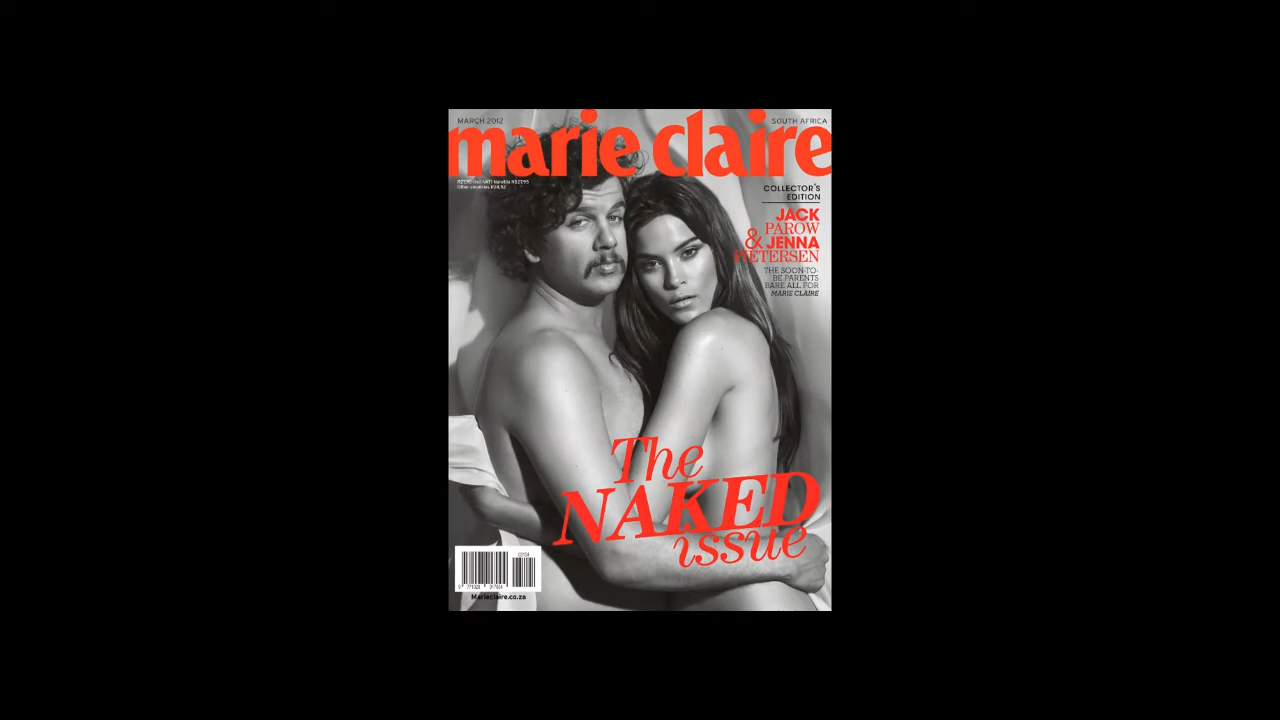 MARCH 2012
SOUTH AFRICA
marie claire
COLLECTOR'S
EDITION
JACK
PAROW
& JENNA
PIETERSEN
THE SOON-TO-
BE PARENTS
BARE ALL FOR
MARIE CLAIRE
The
NAKED
issue
Marieclaire.co.za